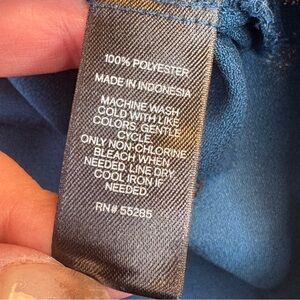 100% POLYESTER
MADE IN INDONESIA
MACHINE WASH
COLD WITH LIKE
COLORS. GENTLE
CYCLE
ONLY NON-CHLORINE
BLEACH WHEN
NEEDED. LINE DRY.
COOL IRON IF
NEEDED
RN# 55285